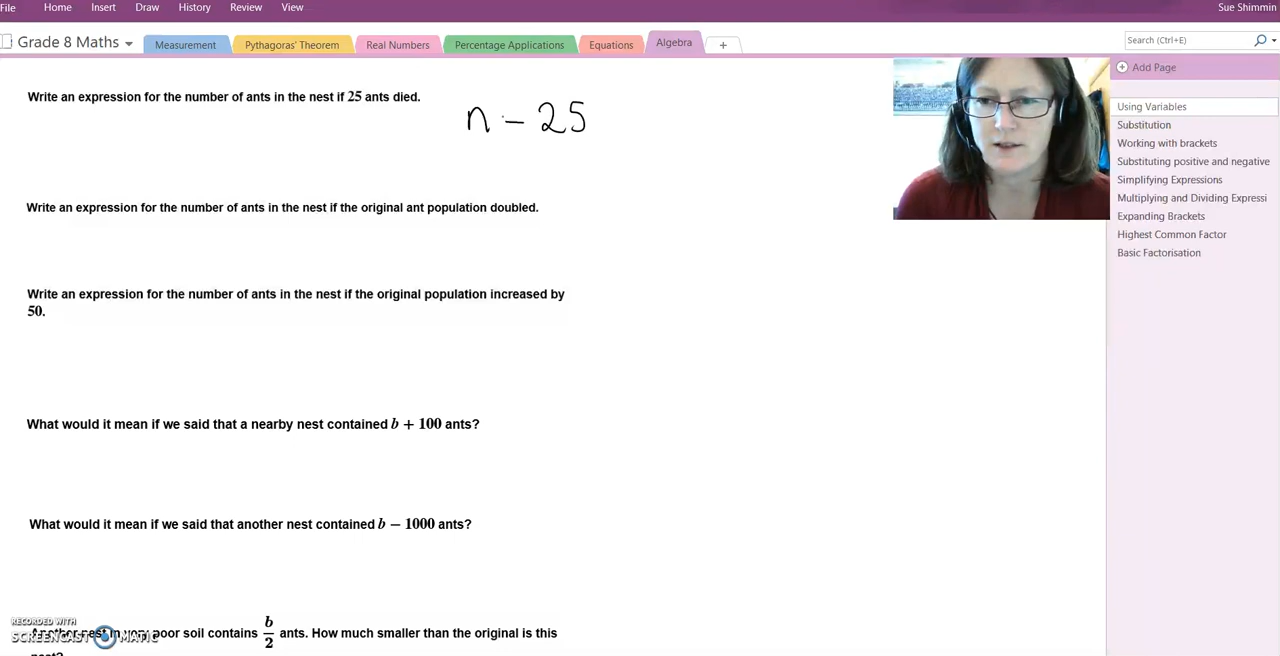 File Home Insert Draw History Review View Sue Shimmin
Grade 8 Maths Measurement Pythagoras' Theorem Real Numbers Percentage Applications Equations Algebra + Search (Ctrl+E)
Add Page
Write an expression for the number of ants in the nest if 25 ants died.
n - 25
Using Variables
Substitution
Working with brackets
Substituting positive and negative
Simplifying Expressions
Multiplying and Dividing Expressi
Expanding Brackets
Highest Common Factor
Basic Factorisation
Write an expression for the number of ants in the nest if the original ant population doubled.
Write an expression for the number of ants in the nest if the original population increased by
50.
What would it mean if we said that a nearby nest contained b + 100 ants?
What would it mean if we said that another nest contained b − 1000 ants?
RECORDED WITH
SCREENCAST MATIC
Another nest in very poor soil contains b/2 ants. How much smaller than the original is this
nest?